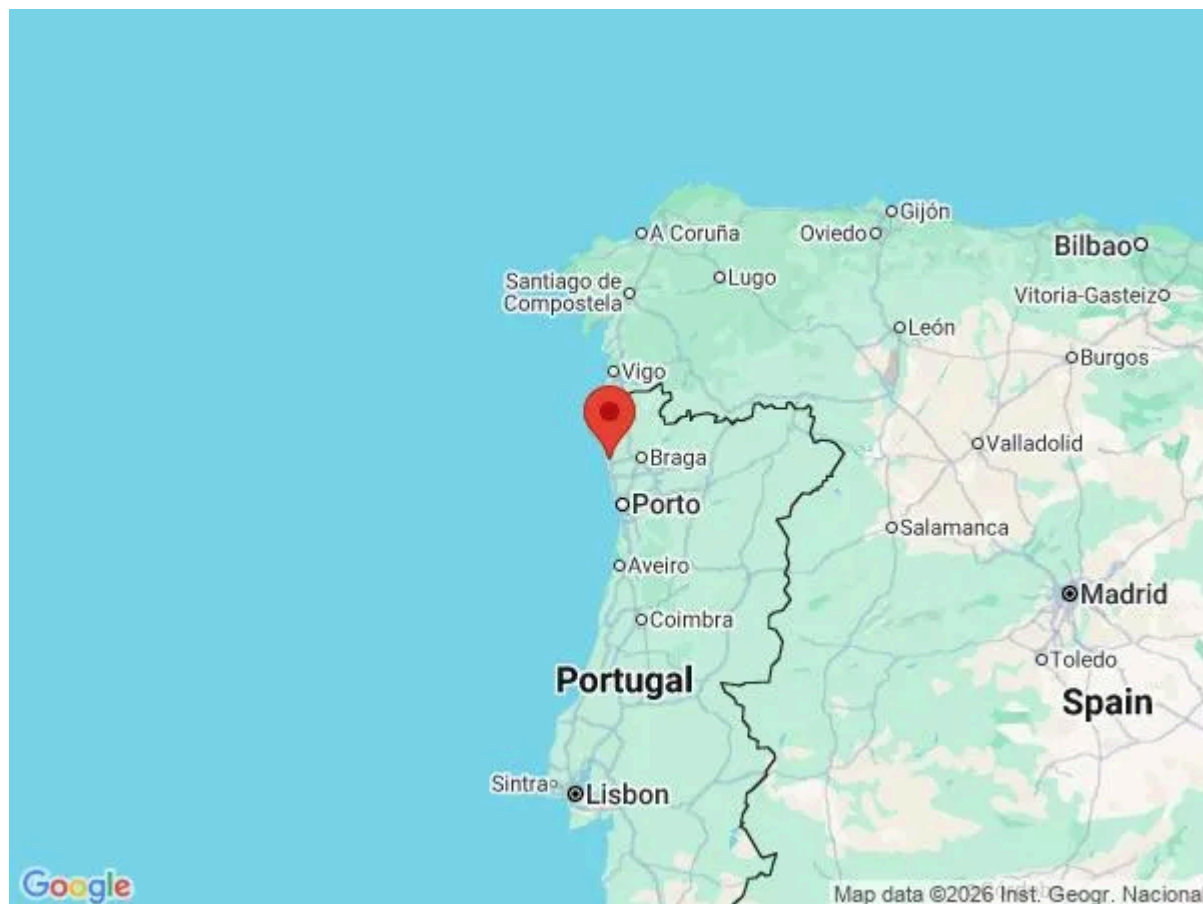 Gijón
A Coruña
Oviedo
Bilbao
Lugo
Santiago de
Compostela
Vitoria-Gasteiz
León
Burgos
Vigo
Valladolid
Braga
Porto
Salamanca
Aveiro
Madrid
Coimbra
Toledo
Portugal
Spain
Sintra
Lisbon
Google
Map data ©2026 Inst. Geogr. Nacional